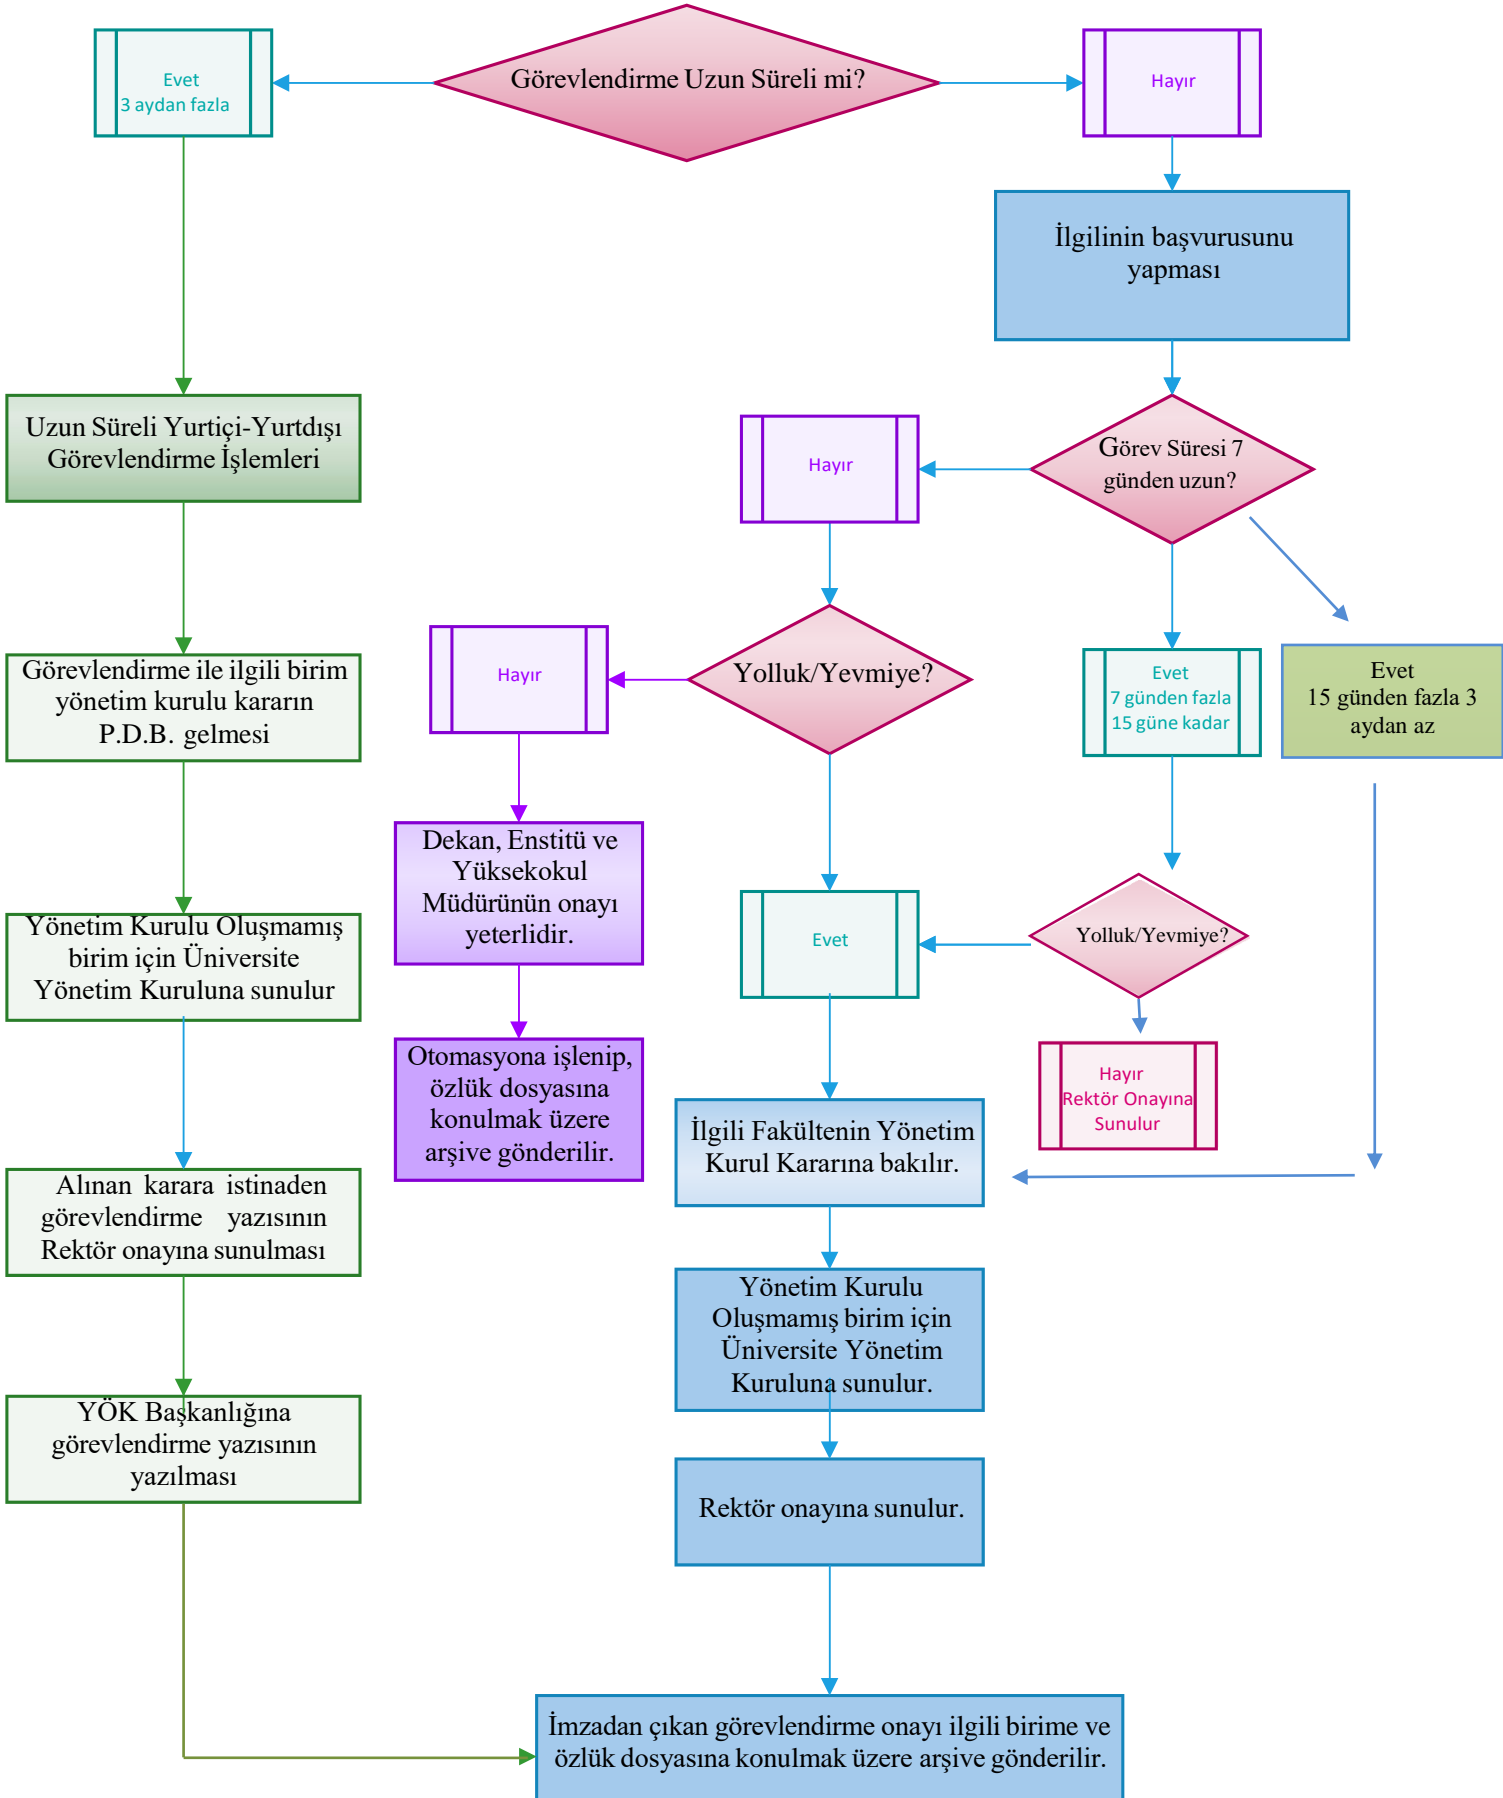 Görevlendirme Uzun Süreli mi?
Evet
3 aydan fazla
Hayır
İlgilinin başvurusunu
yapması
Uzun Süreli Yurtiçi-Yurtdışı
Görevlendirme İşlemleri
Hayır
Görev Süresi 7
günden uzun?
Görevlendirme ile ilgili birim
yönetim kurulu kararın
P.D.B. gelmesi
Hayır
Yolluk/Yevmiye?
Evet
7 günden fazla
15 güne kadar
Evet
15 günden fazla 3
aydan az
Dekan, Enstitü ve
Yüksekokul
Müdürünün onayı
yeterlidir.
Yönetim Kurulu Oluşmamış
birim için Üniversite
Yönetim Kuruluna sunulur
Evet
Yolluk/Yevmiye?
Otomasyona işlenip,
özlük dosyasına
konulmak üzere
arşive gönderilir.
Hayır
Rektör Onayına
Sunulur
İlgili Fakültenin Yönetim
Kurul Kararına bakılır.
Alınan karara istinaden
görevlendirme yazısının
Rektör onayına sunulması
Yönetim Kurulu
Oluşmamış birim için
Üniversite Yönetim
Kuruluna sunulur.
YÖK Başkanlığına
görevlendirme yazısının
yazılması
Rektör onayına sunulur.
İmzadan çıkan görevlendirme onayı ilgili birime ve
özlük dosyasına konulmak üzere arşive gönderilir.